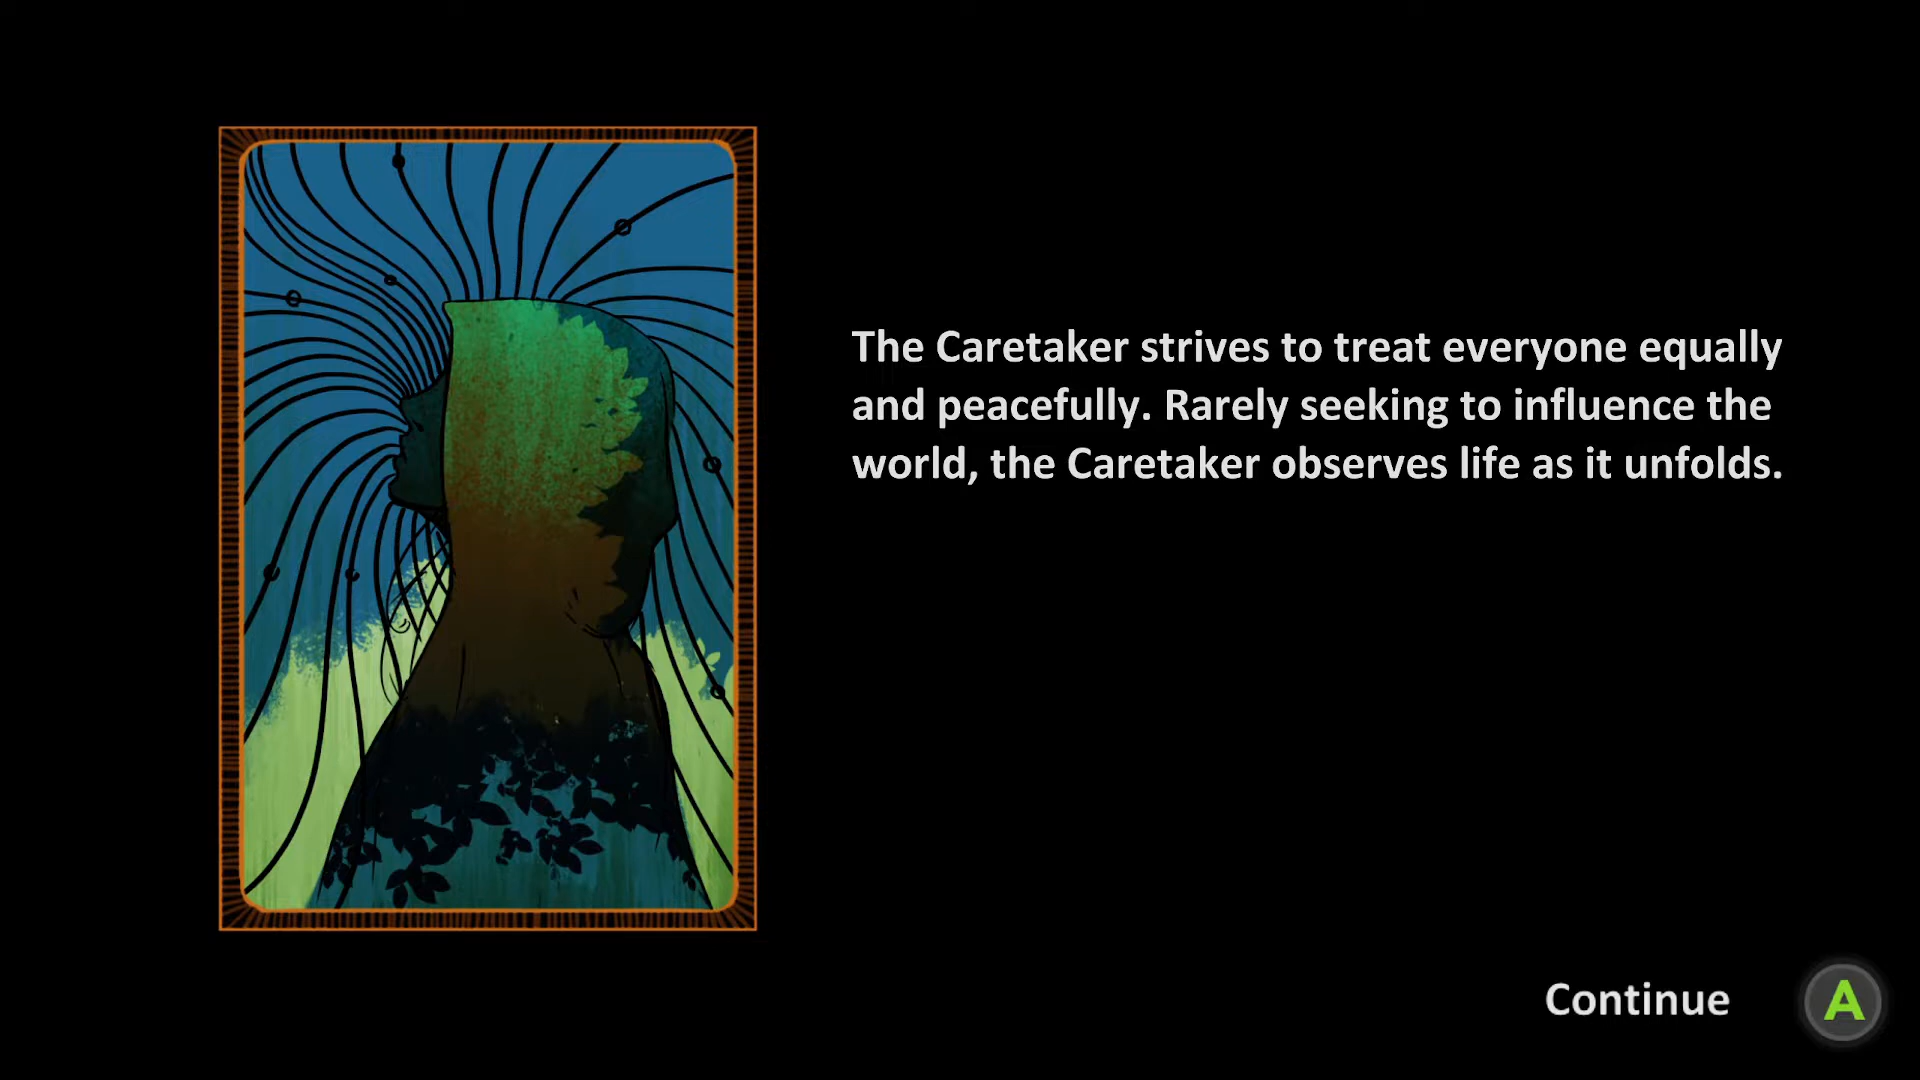 The Caretaker strives to treat everyone equally
and peacefully. Rarely seeking to influence the
world, the Caretaker observes life as it unfolds.
Continue A